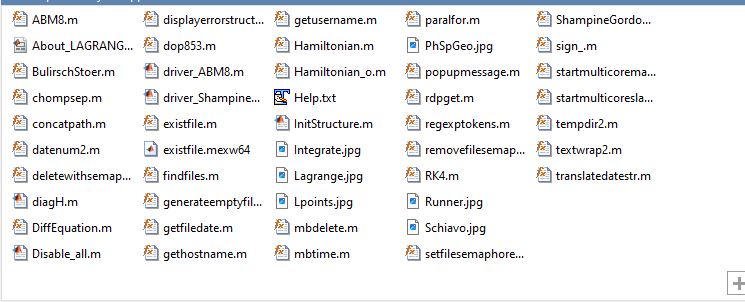 ABM8.m
About_LAGRANG...
BulirschStoer.m
chompsep.m
concatpath.m
datenum2.m
deletewithsemap...
diagH.m
DiffEquation.m
Disable_all.m
displayerrorstruct...
dop853.m
driver_ABM8.m
driver_Shampine...
existfile.m
existfile.mexw64
findfiles.m
generateemptyfil...
getfiledate.m
gethostname.m
getusername.m
Hamiltonian.m
Hamiltonian_o.m
Help.txt
InitStructure.m
Integrate.jpg
Lagrange.jpg
Lpoints.jpg
mbdelete.m
mbtime.m
paralfor.m
PhSpGeo.jpg
popupmessage.m
rdpget.m
regexptokens.m
removefilesemap...
RK4.m
Runner.jpg
Schiavo.jpg
setfilesemaphore...
ShampineGordo...
sign_.m
startmulticorema...
startmulticoresla...
tempdir2.m
textwrap2.m
translatedatestr.m